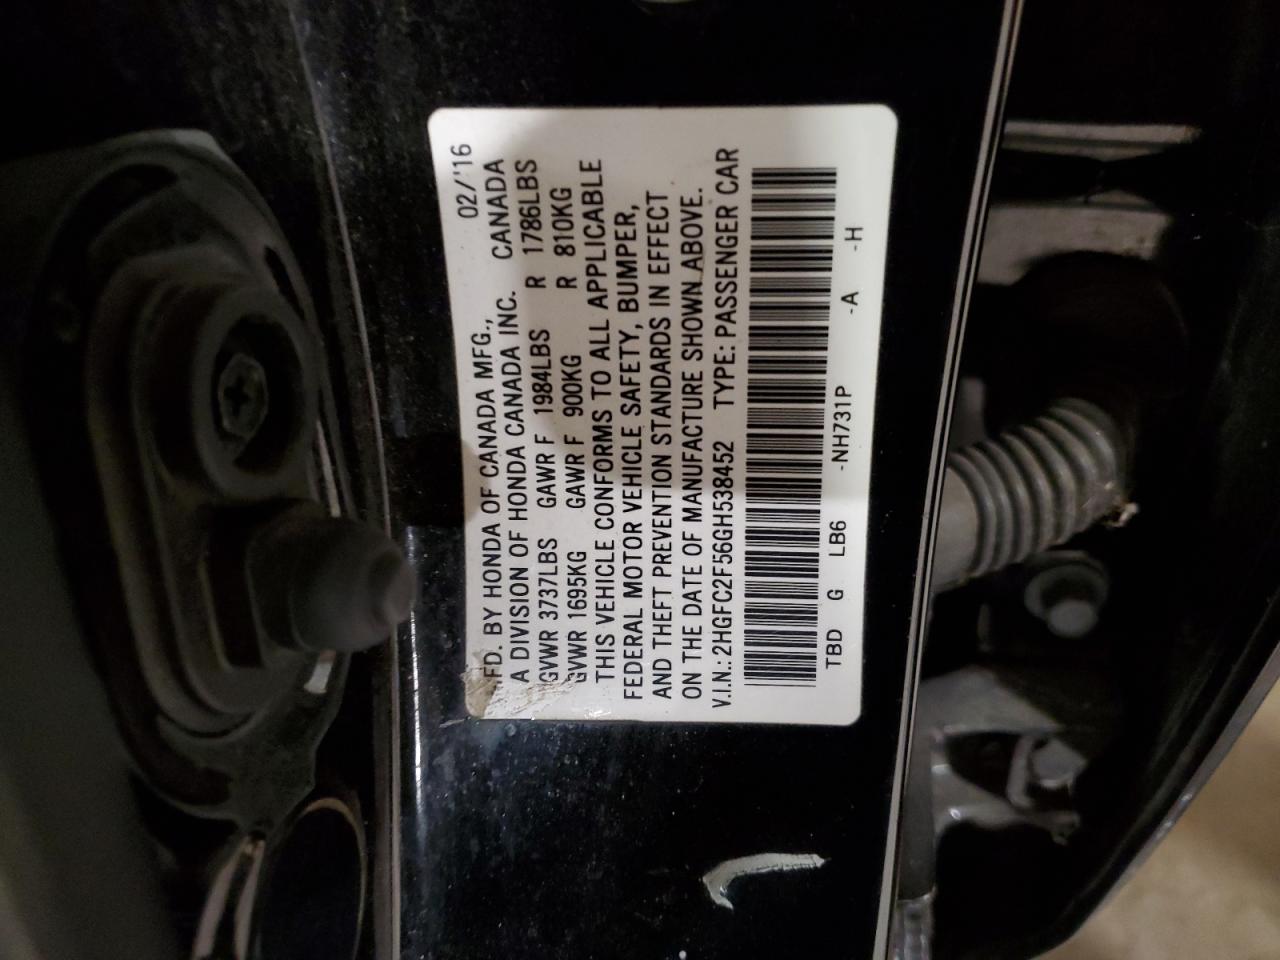 MFD. BY HONDA OF CANADA MFG., 02/'16
A DIVISION OF HONDA CANADA INC. CANADA
GVWR 3737LBS GAWR F 1984LBS R 1786LBS
GVWR 1695KG GAWR F 900KG R 810KG
THIS VEHICLE CONFORMS TO ALL APPLICABLE
FEDERAL MOTOR VEHICLE SAFETY, BUMPER,
AND THEFT PREVENTION STANDARDS IN EFFECT
ON THE DATE OF MANUFACTURE SHOWN ABOVE.
V.I.N.: 2HGFC2F56GH538452 TYPE: PASSENGER CAR
TBD G LB6 -NH731P -A -H